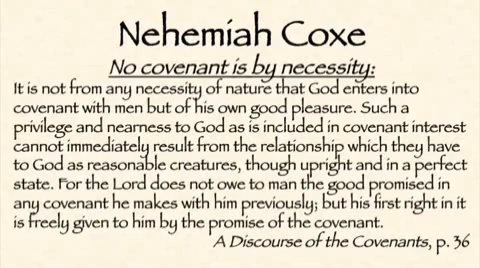 Nehemiah Coxe
No covenant is by necessity:
It is not from any necessity of nature that God enters into
covenant with men but of his own good pleasure. Such a
privilege and nearness to God as is included in covenant interest
cannot immediately result from the relationship which they have
to God as reasonable creatures, though upright and in a perfect
state. For the Lord does not owe to man the good promised in
any covenant he makes with him previously; but his first right in it
is freely given to him by the promise of the covenant.
A Discourse of the Covenants, p. 36